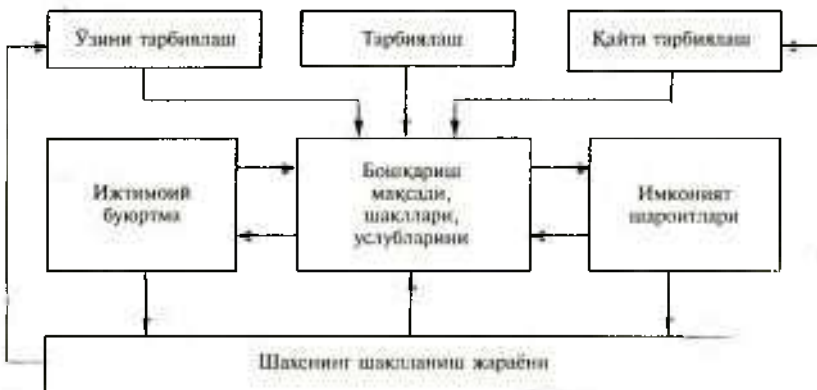 Ўзини тарбиялаш
Тарбиялаш
Қайта тарбиялаш
Ижтимоий
буюртма
Бошқариш
мақсади,
шакллари,
услубларини
Имконият
шароитлари
Шахснинг шаклланиш жараёни